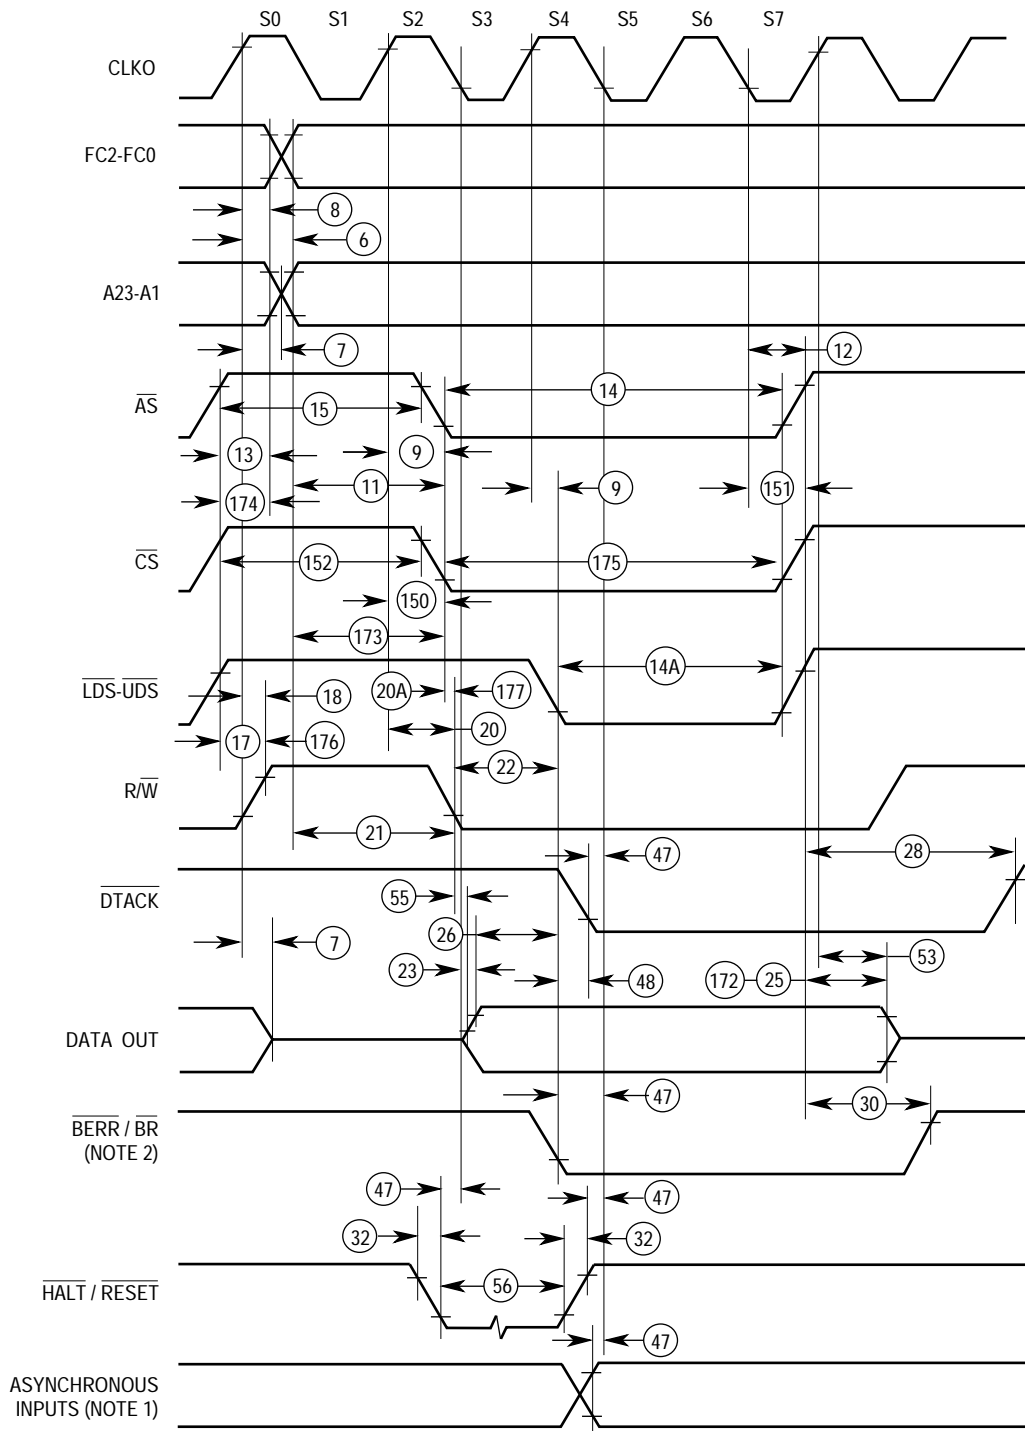 S0 S1 S2 S3 S4 S5 S6 S7
CLKO
FC2-FC0
8
6
A23-A1
7
12
14
AS
15
13
9
11
9
151
174
CS
152
175
150
173
14A
LDS-UDS
20A
177
18
20
17
176
22
R/W
21
47
28
DTACK
55
26
7
23
53
48
172
25
DATA OUT
47
30
BERR / BR
(NOTE 2)
47
47
32
32
HALT / RESET
56
47
ASYNCHRONOUS
INPUTS (NOTE 1)